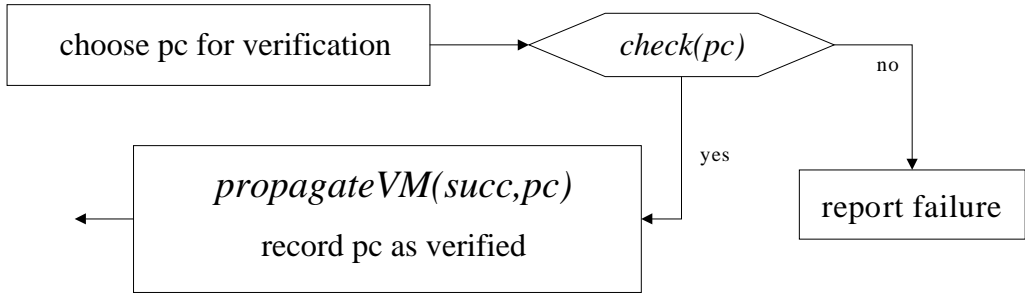 choose pc for verification
check(pc)
no
yes
propagateVM(succ,pc)
record pc as verified
report failure